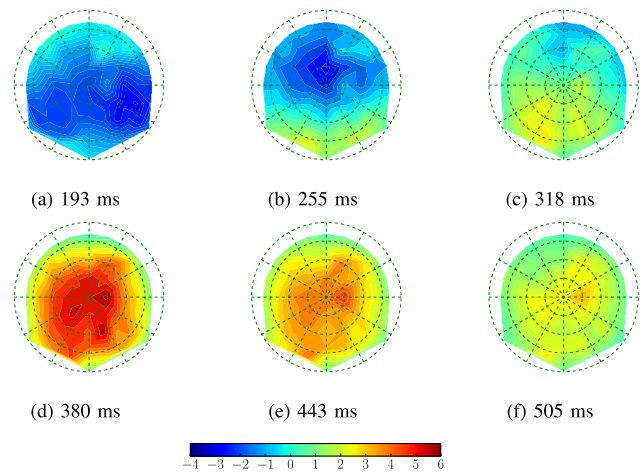 (a) 193 ms (b) 255 ms (c) 318 ms
(d) 380 ms (e) 443 ms (f) 505 ms
−4 −3 −2 −1 0 1 2 3 4 5 6